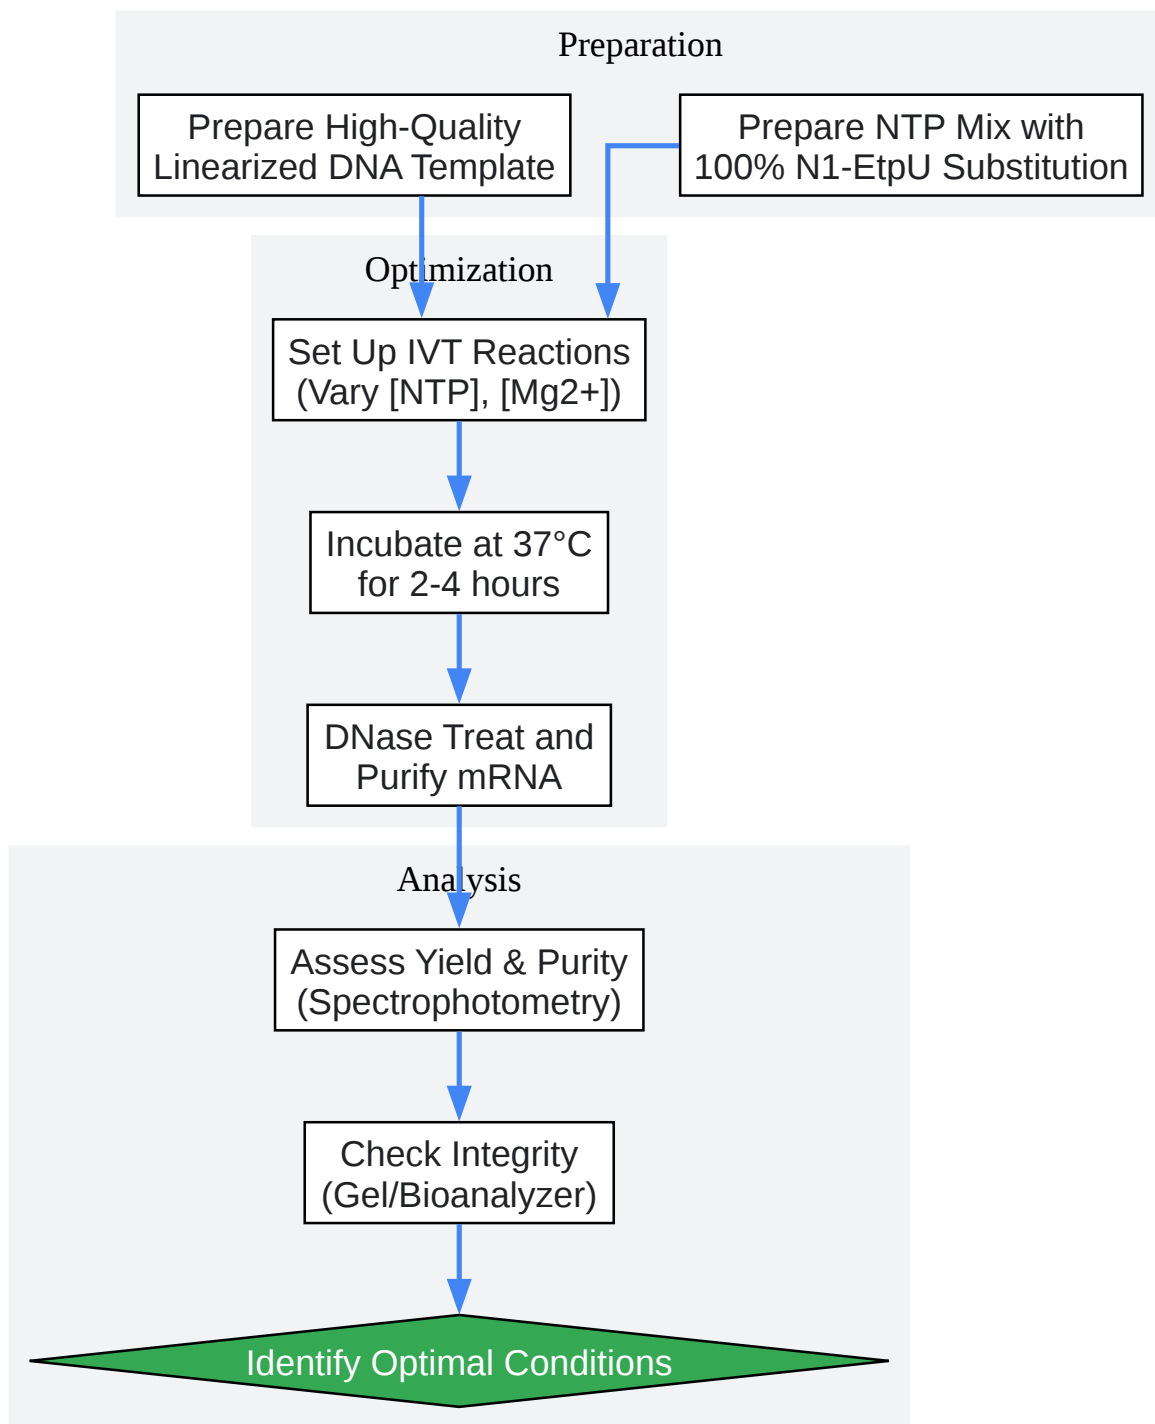 Preparation
Prepare High-Quality
Linearized DNA Template
Prepare NTP Mix with
100% N1-EtpU Substitution
Optimization
Set Up IVT Reactions
(Vary [NTP], [Mg2+])
Incubate at 37°C
for 2-4 hours
DNase Treat and
Purify mRNA
Analysis
Assess Yield & Purity
(Spectrophotometry)
Check Integrity
(Gel/Bioanalyzer)
Identify Optimal Conditions